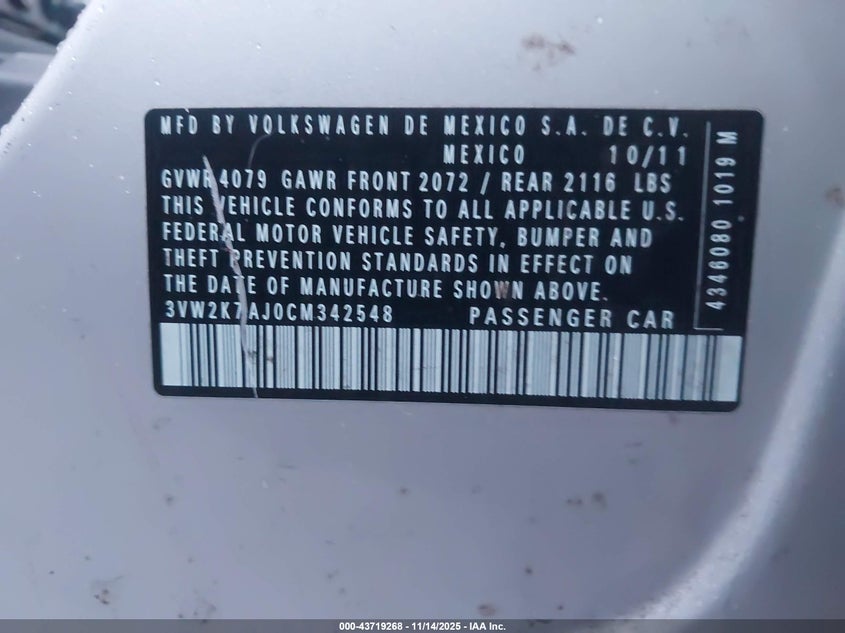 MFD BY VOLKSWAGEN DE MEXICO S.A. DE C.V.
MEXICO 10/11
GVWR 4079 GAWR FRONT 2072 / REAR 2116 LBS
THIS VEHICLE CONFORMS TO ALL APPLICABLE U.S.
FEDERAL MOTOR VEHICLE SAFETY, BUMPER AND
THEFT PREVENTION STANDARDS IN EFFECT ON
THE DATE OF MANUFACTURE SHOWN ABOVE.
3VW2K7AJ0CM342548 PASSENGER CAR
4346080 1019 M
000-43719268 - 11/14/2025 - IAA Inc.